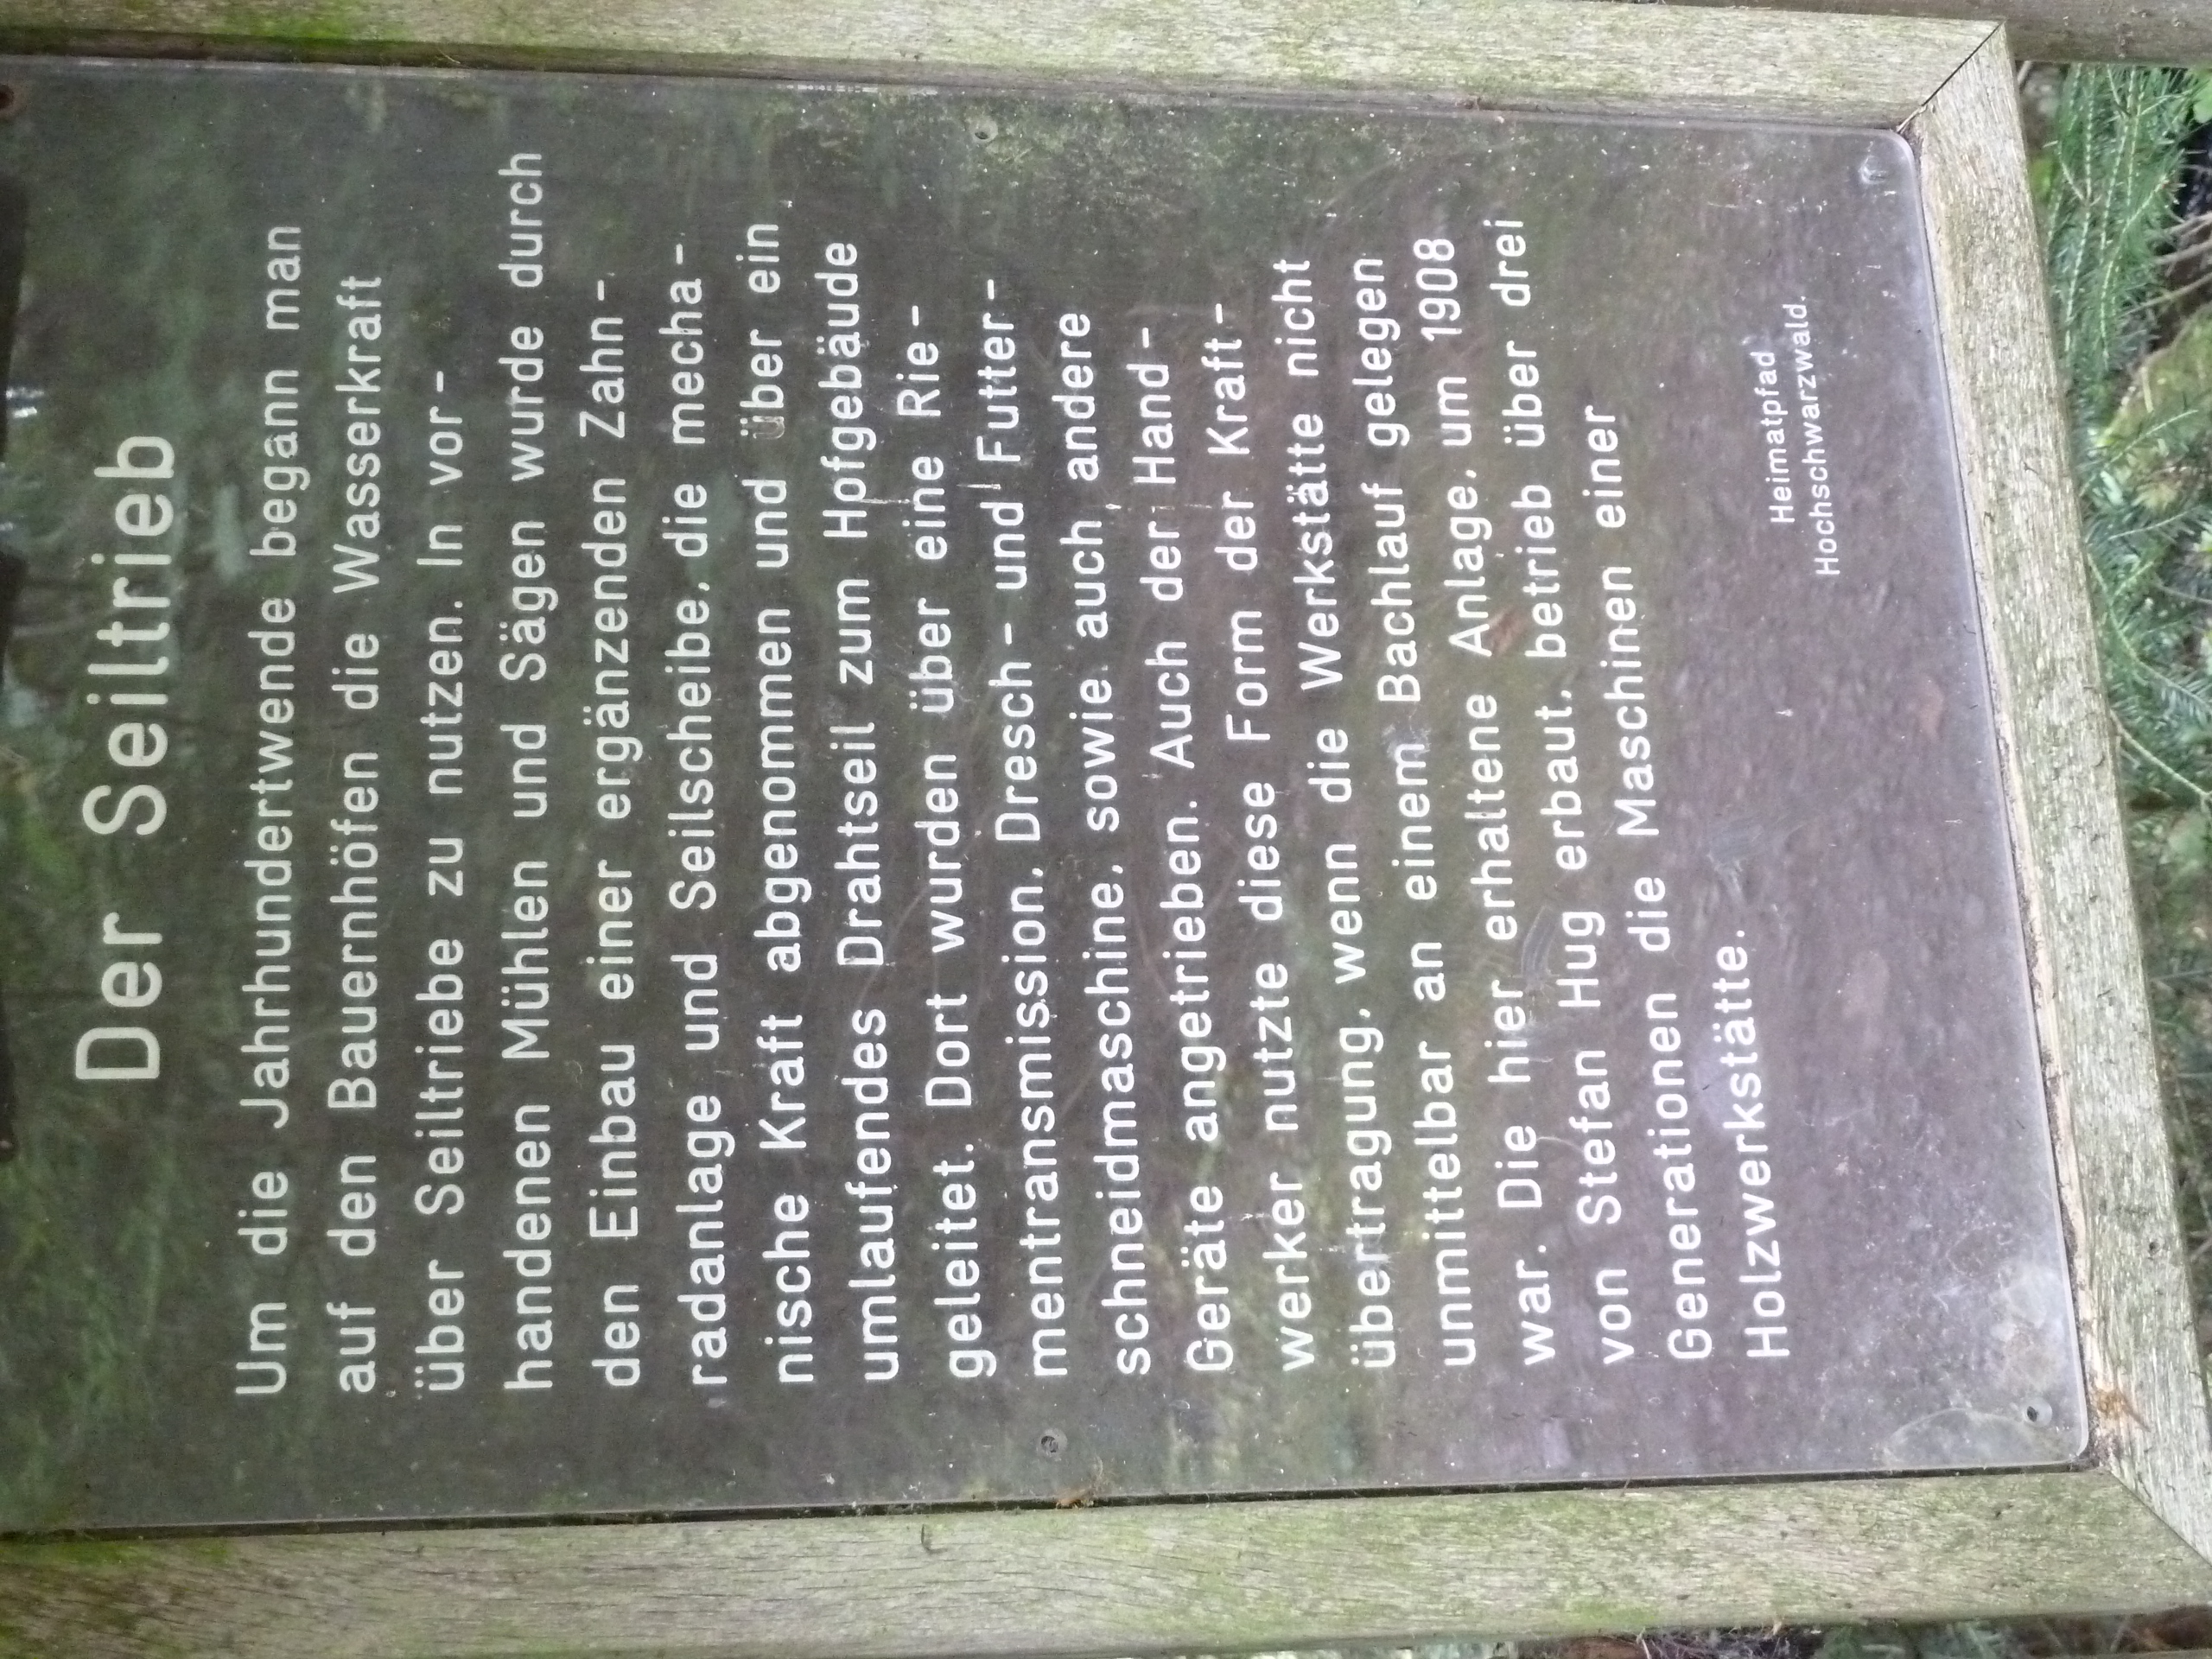 Der Seiltrieb
Um die Jahrhundertwende begann man
auf den Bauernhöfen die Wasserkraft
über Seiltriebe zu nutzen. In vor-
handenen Mühlen und Sägen wurde durch
den Einbau einer ergänzenden Zahn-
radanlage und Seilscheibe, die mecha-
nische Kraft abgenommen und über ein
umlaufendes Drahtseil zum Hofgebäude
geleitet. Dort wurden über eine Rie-
mentransmission, Dresch- und Futter-
schneidmaschine, sowie auch andere
Geräte angetrieben. Auch der Hand-
werker nutzte diese Form der Kraft-
übertragung, wenn die Werkstätte nicht
unmittelbar an einem Bachlauf gelegen
war. Die hier erhaltene Anlage, um 1908
von Stefan Hug erbaut, betrieb über drei
Generationen die Maschinen einer
Holzwerkstätte.
Heimatpfad
Hochschwarzwald.